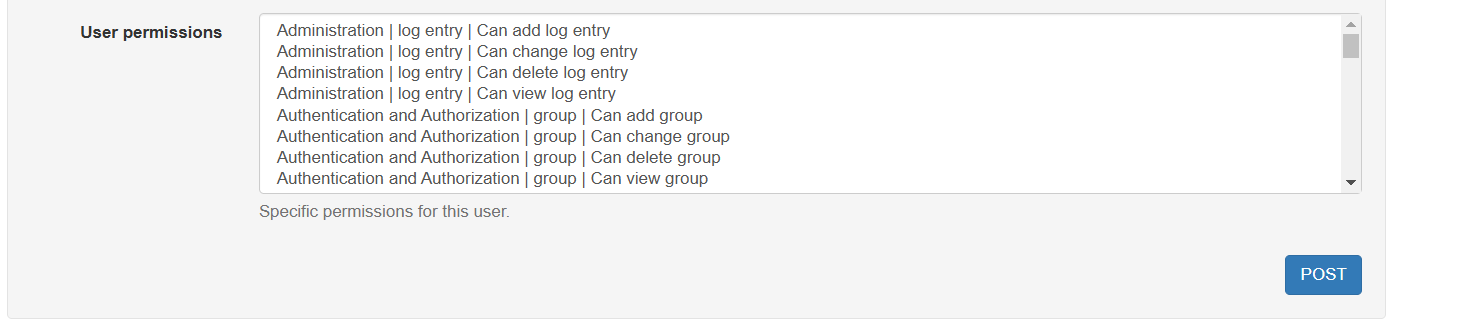 User permissions
Administration | log entry | Can add log entry
Administration | log entry | Can change log entry
Administration | log entry | Can delete log entry
Administration | log entry | Can view log entry
Authentication and Authorization | group | Can add group
Authentication and Authorization | group | Can change group
Authentication and Authorization | group | Can delete group
Authentication and Authorization | group | Can view group
Specific permissions for this user.
POST